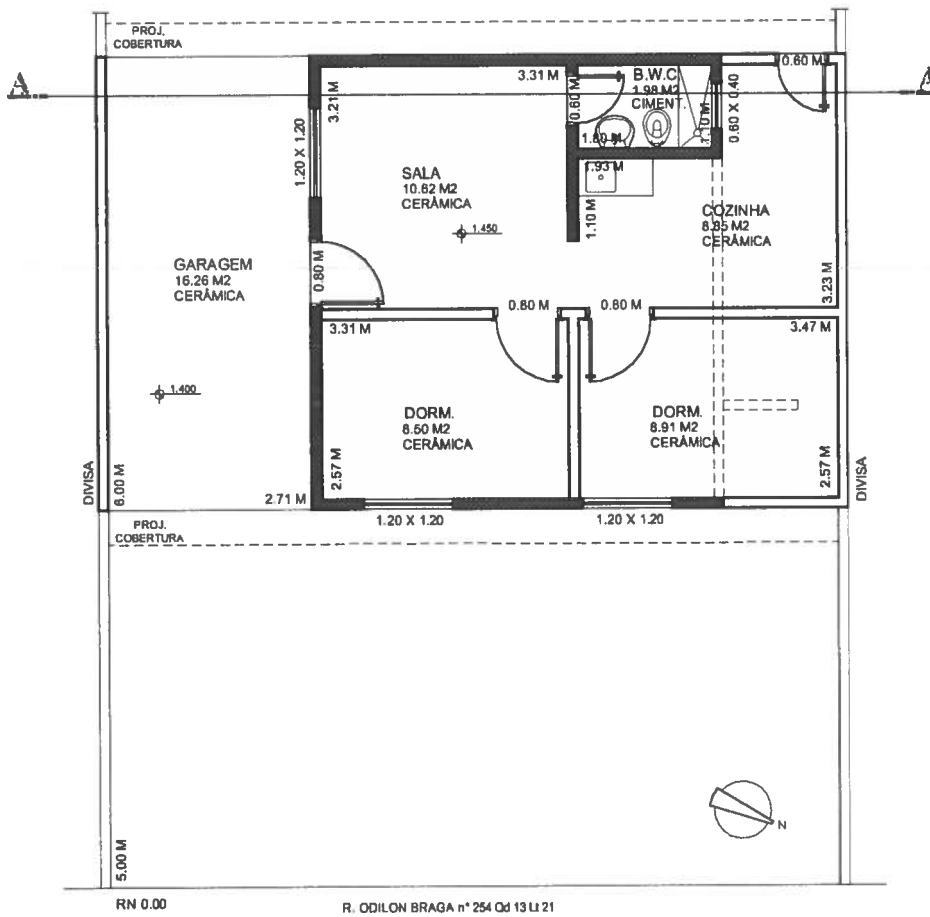 PROJ.
COBERTURA
A
A
3.31 M
0.60 M
B.W.C
1.98 M2
CIMENT.
0.60 M
3.21 M
1.20 X 1.20
1.80 M
1.10 M
0.60 X 0.40
1.93 M
1.10 M
SALA
10.62 M2
CERÂMICA
1.450
COZINHA
8.85 M2
CERÂMICA
GARAGEM
16.26 M2
CERÂMICA
0.80 M
3.23 M
3.31 M
0.80 M
0.80 M
3.47 M
1.400
DORM.
8.50 M2
CERÂMICA
DORM.
8.91 M2
CERÂMICA
2.57 M
2.57 M
DIVISA
6.00 M
2.71 M
DIVISA
1.20 X 1.20
1.20 X 1.20
PROJ.
COBERTURA
N
5.00 M
RN 0.00
R. ODILON BRAGA n° 254 Qd 13 Lt 21